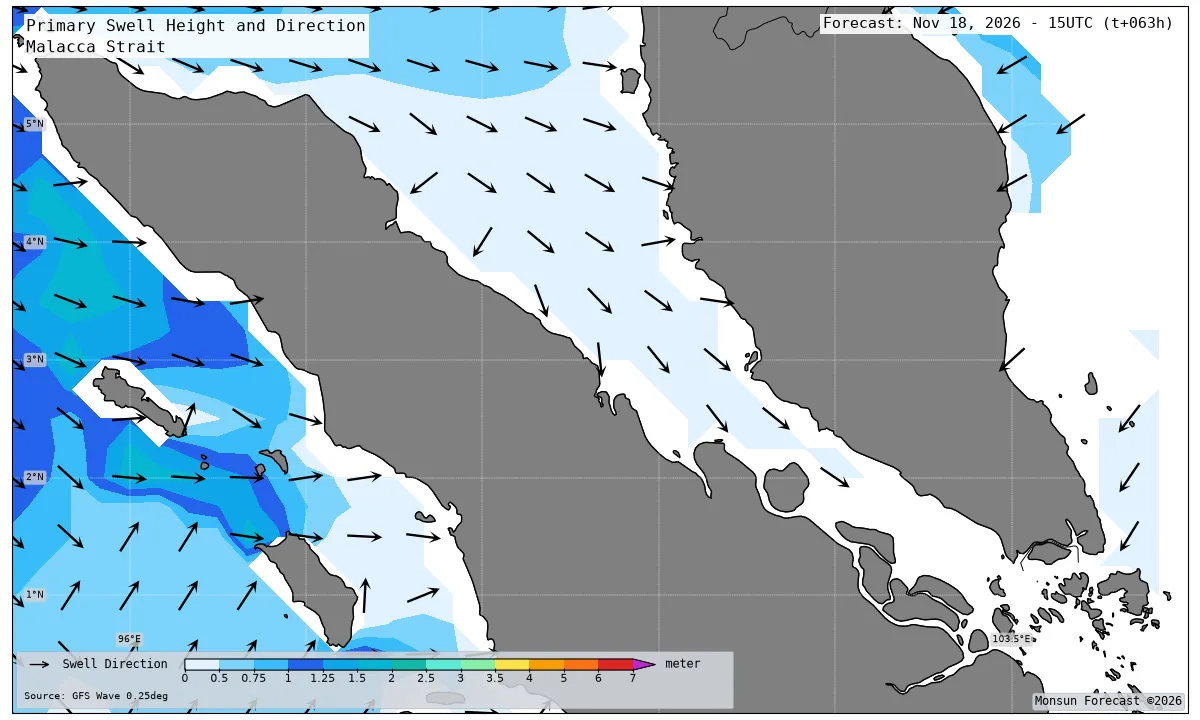 Primary Swell Height and Direction
Malacca Strait
Forecast: Nov 18, 2026 - 15UTC (t+063h)
5°N
4°N
3°N
2°N
1°N
96°E
103.5°E
Swell Direction
meter
0 0.5 0.75 1 1.25 1.5 2 2.5 3 3.5 4 5 6 7
Source: GFS Wave 0.25deg
Monsun Forecast ©2026